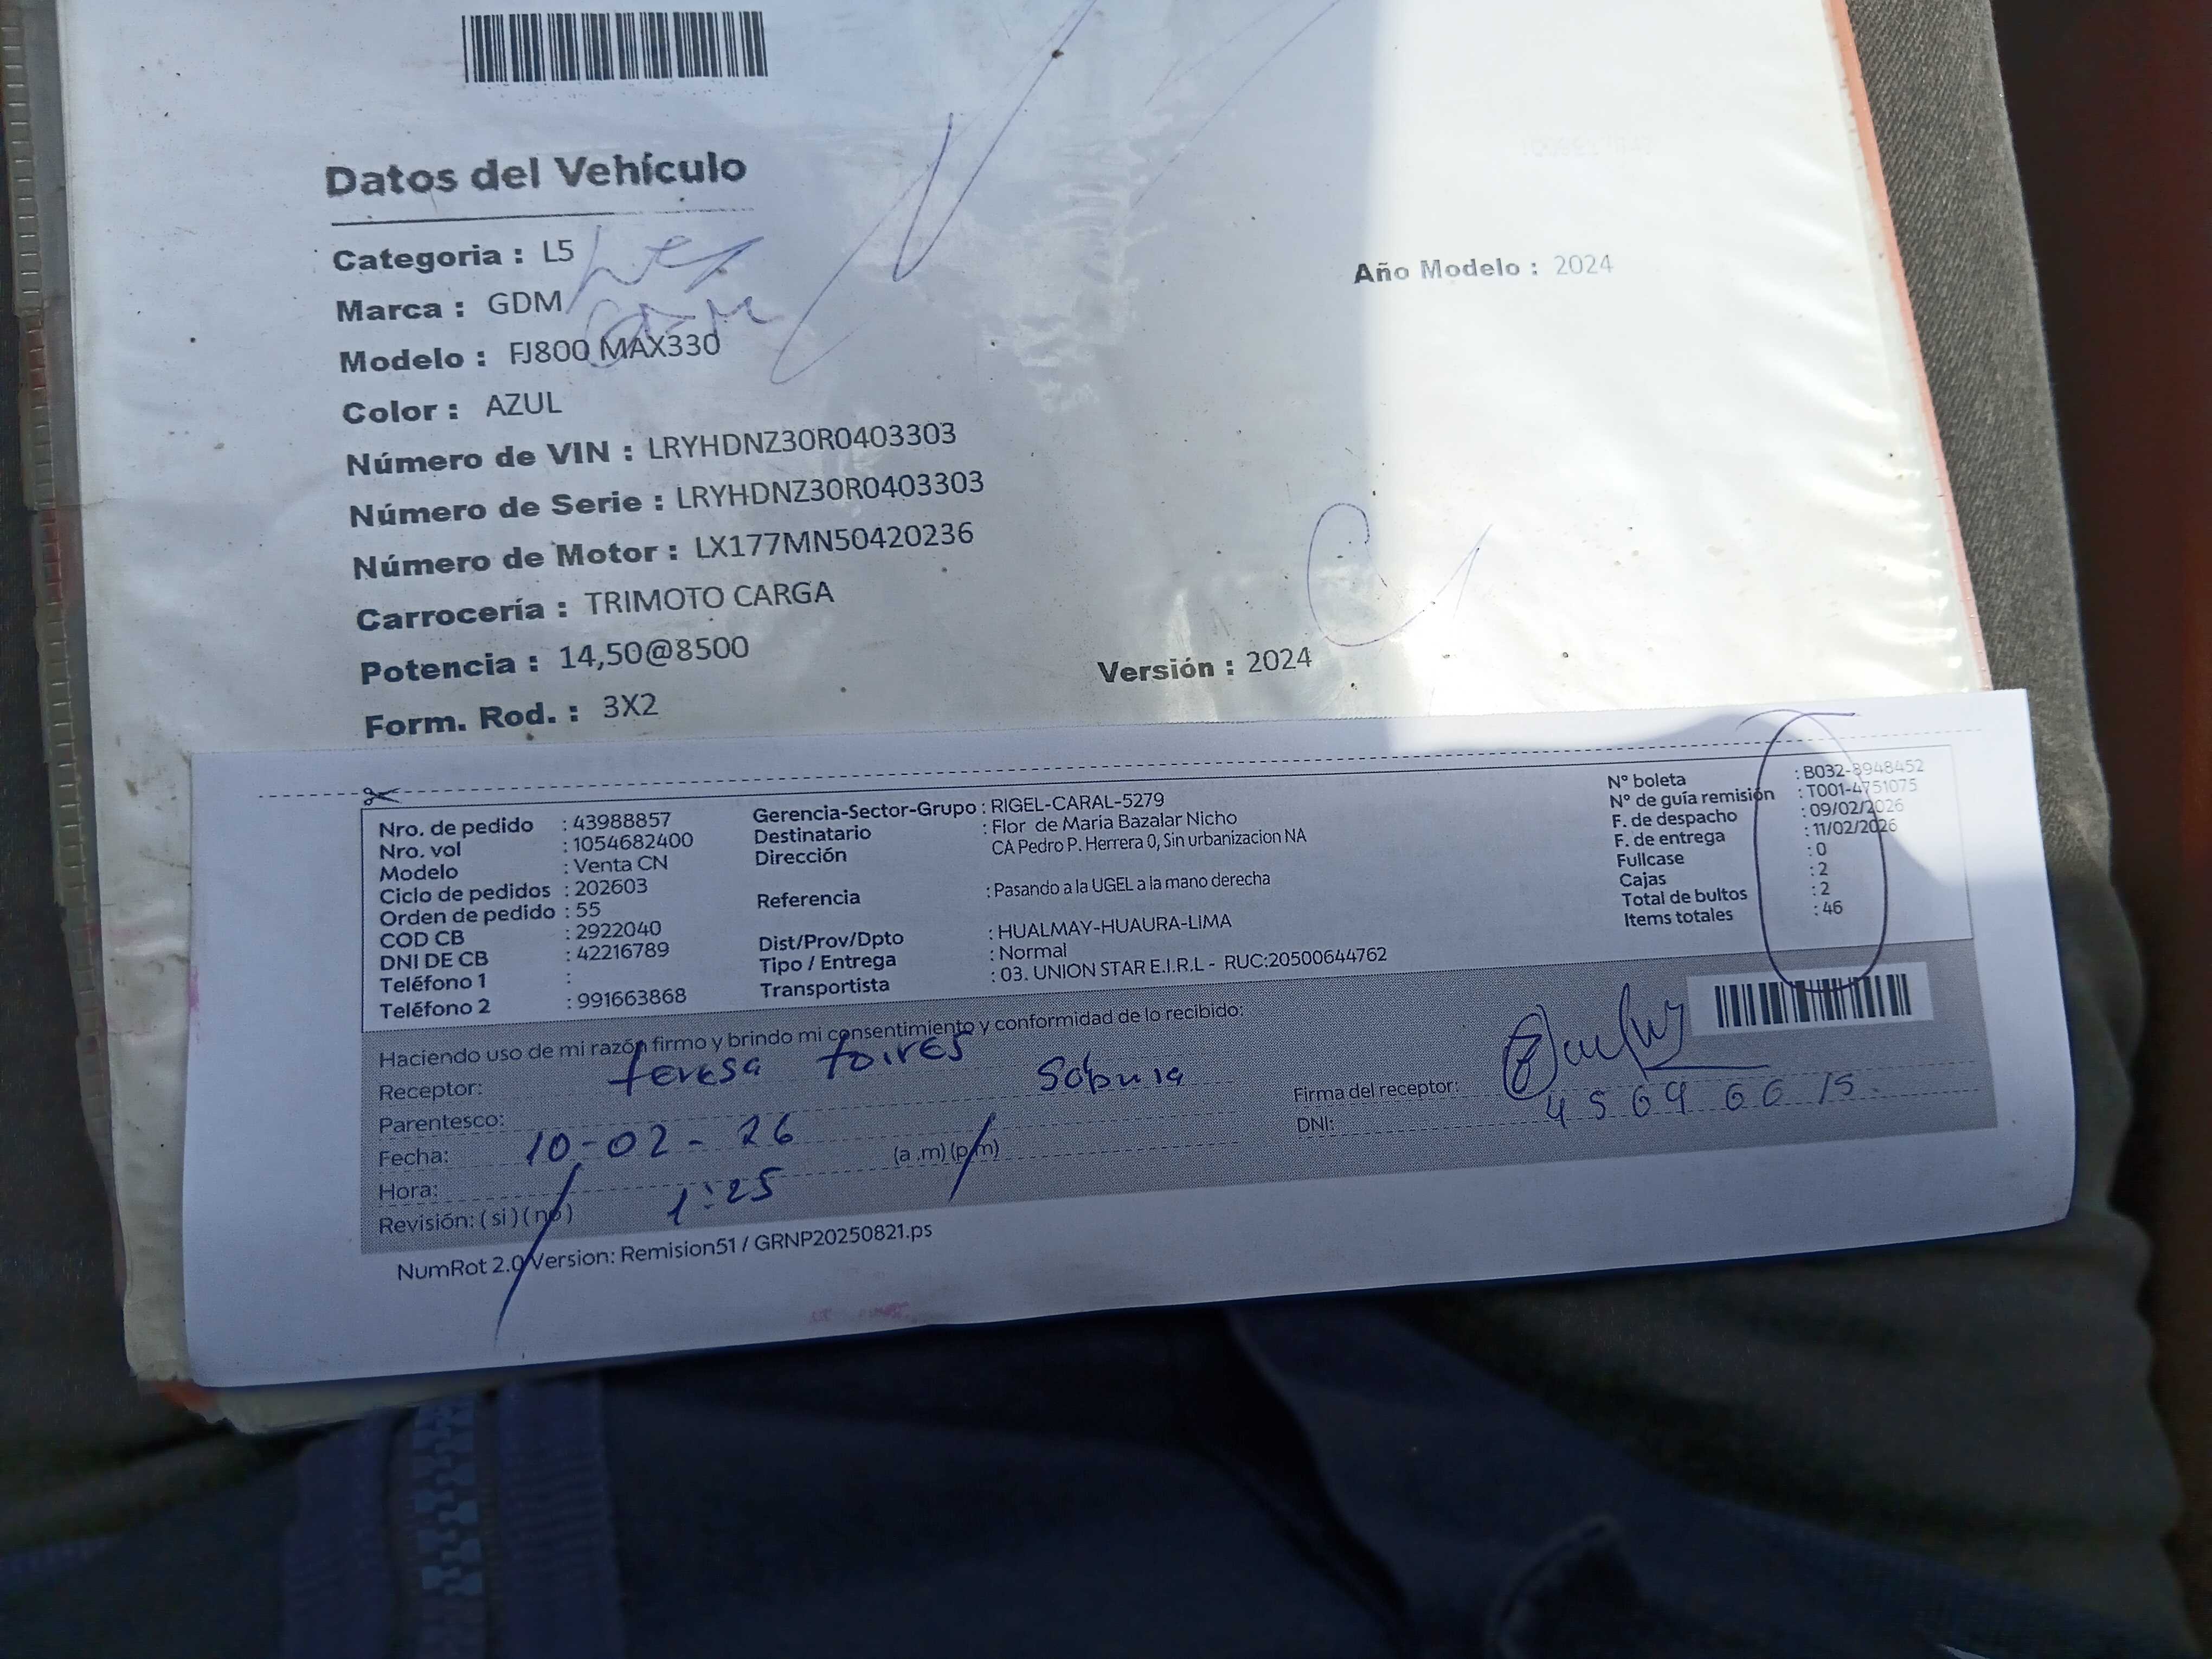 Datos del Vehículo
Categoria : L5
Año Modelo : 2024
Marca : GDM
Modelo : FJ800 MAX330
Color : AZUL
Número de VIN : LRYHDNZ30R0403303
Número de Serie : LRYHDNZ30R0403303
Número de Motor : LX177MN50420236
Carrocería : TRIMOTO CARGA
Potencia : 14,50@8500
Versión : 2024
Form. Rod. : 3X2
Nro. de pedido : 43988857
Nro. vol : 1054682400
Modelo : Venta CN
Ciclo de pedidos : 202603
Orden de pedido : 55
COD CB : 2922040
DNI DE CB : 42216789
Teléfono 1 :
Teléfono 2 : 991663868
Gerencia-Sector-Grupo : RIGEL-CARAL-5279
Destinatario : Flor de Maria Bazalar Nicho
Dirección CA Pedro P. Herrera 0, Sin urbanizacion NA
Referencia : Pasando a la UGEL a la mano derecha
Dist/Prov/Dpto : HUALMAY-HUAURA-LIMA
Tipo / Entrega : Normal
Transportista : 03. UNION STAR E.I.R.L - RUC:20500644762
N° boleta : B032-8948452
N° de guía remisión : T001-4751075
F. de despacho : 09/02/2026
F. de entrega : 11/02/2026
Fullcase : 0
Cajas : 2
Total de bultos : 2
Items totales : 46
Haciendo uso de mi razón firmo y brindo mi consentimiento y conformidad de lo recibido:
Receptor: teresa torres
Parentesco: Sobrina
Fecha: 10-02-26
Hora: 1:25 (a .m) (p.m)
Revisión: ( si ) ( no )
Firma del receptor:
DNI: 45696615
NumRot 2.0 Version: Remision51 / GRNP20250821.ps